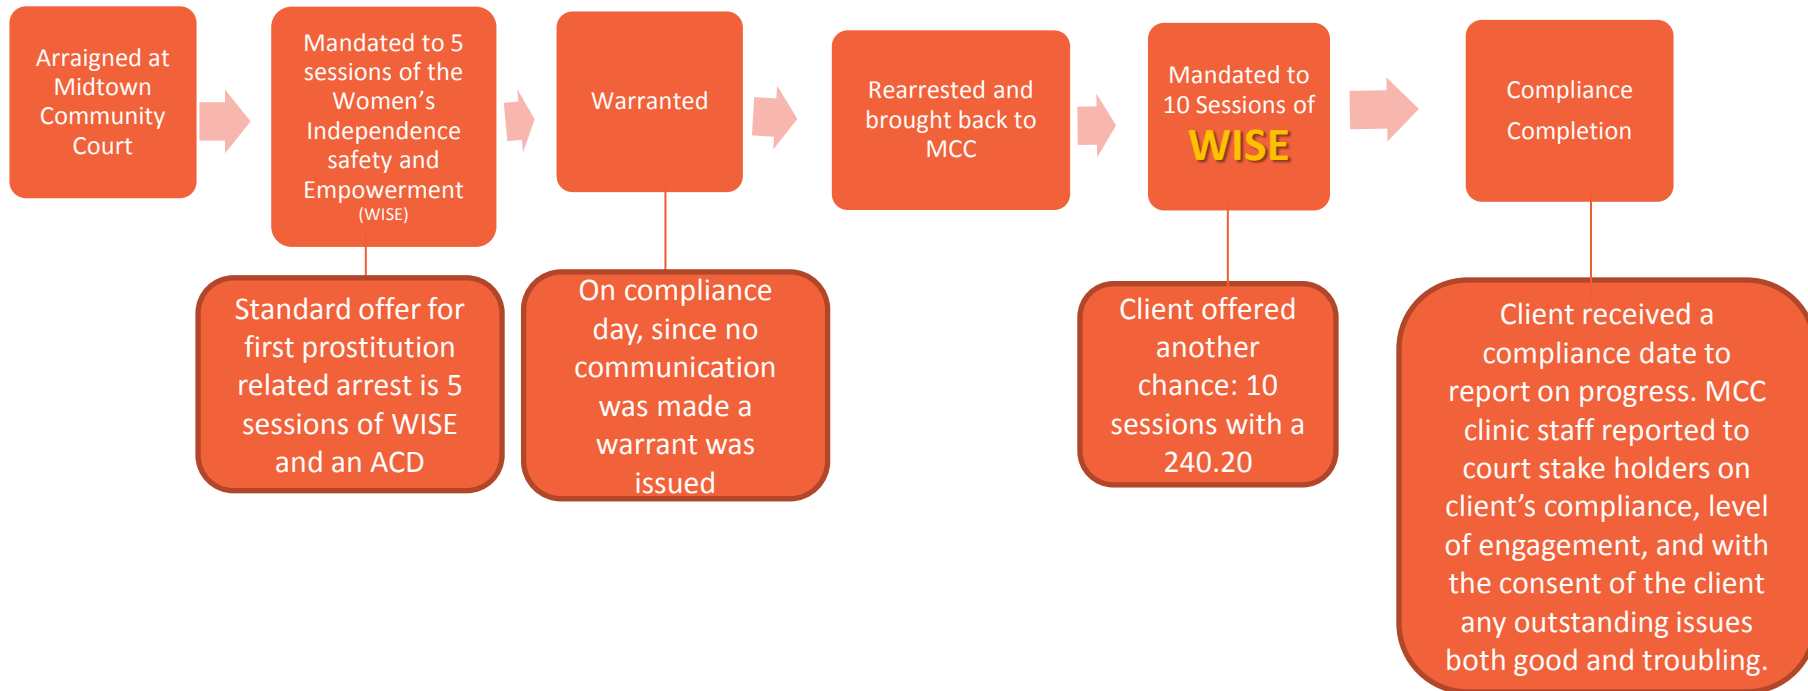 Arraigned at
Midtown
Community
Court
Mandated to 5
sessions of the
Women's
Independence
safety and
Empowerment
(WISE)
Warranted
Rearrested and
brought back to
MCC
Mandated to
10 Sessions of
WISE
Compliance
Completion
Standard offer for
first prostitution
related arrest is 5
sessions of WISE
and an ACD
On compliance
day, since no
communication
was made a
warrant was
issued
Client offered
another
chance: 10
sessions with a
240.20
Client received a
compliance date to
report on progress. MCC
clinic staff reported to
court stake holders on
client's compliance, level
of engagement, and with
the consent of the client
any outstanding issues
both good and troubling.